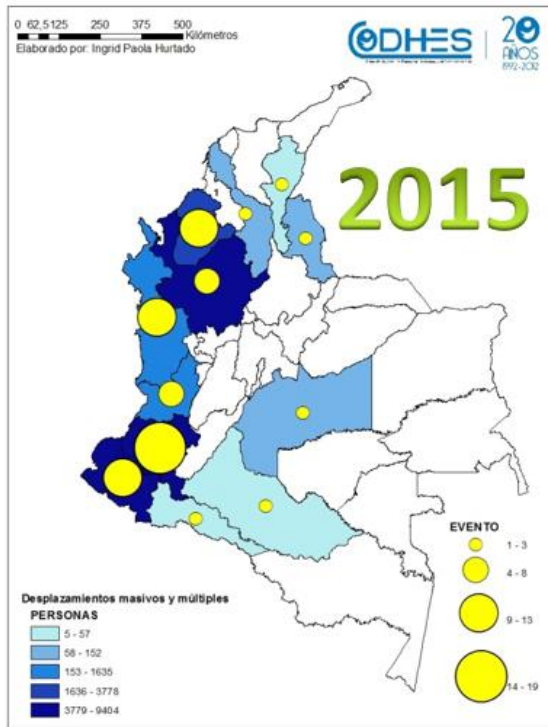 0 62,5 125 250 375 500
Kilómetros
Elaborado por: Ingrid Paola Hurtado
CODHES
20
AÑOS
1992-2012
2015
EVENTO
1 - 3
4 - 8
9 - 13
14 - 19
Desplazamientos masivos y múltiples
PERSONAS
5 - 57
58 - 152
153 - 1635
1636 - 3778
3779 - 9404